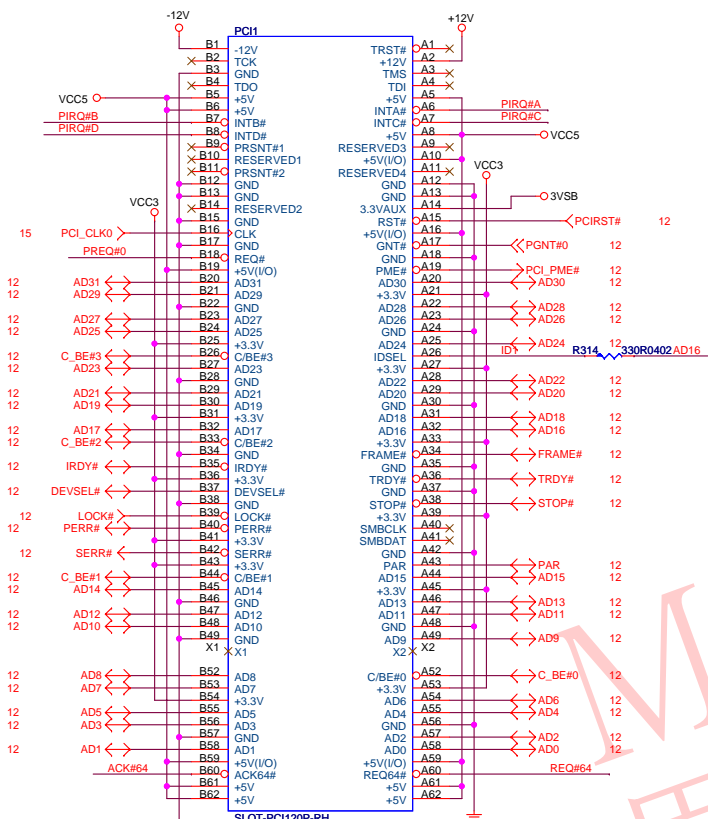 -12V +12V
PCI1
B1 -12V TRST# A1
B2 TCK +12V A2
B3 GND TMS A3
B4 TDO TDI A4
VCC5 B5 +5V +5V A5
B6 +5V INTA# A6 PIRQ#A
PIRQ#B B7 INTB# INTC# A7 PIRQ#C
PIRQ#D B8 INTD# +5V A8 VCC5
B9 PRSNT#1 RESERVED3 A9
B10 RESERVED1 +5V(I/O) A10
B11 PRSNT#2 RESERVED4 A11 VCC3
B12 GND GND A12
B13 GND GND A13
VCC3 B14 RESERVED2 3.3VAUX A14 3VSB
B15 GND RST# A15 PCIRST# 12
15 PCI_CLK0 B16 CLK +5V(I/O) A16
B17 GND GNT# A17 PGNT#0 12
PREQ#0 B18 REQ# GND A18
B19 +5V(I/O) PME# A19 PCI_PME# 12
12 AD31 B20 AD31 AD30 A20 AD30 12
12 AD29 B21 AD29 +3.3V A21
B22 GND AD28 A22 AD28 12
12 AD27 B23 AD27 AD26 A23 AD26 12
12 AD25 B24 AD25 GND A24
B25 +3.3V AD24 A25 AD24 12
12 C_BE#3 B26 C/BE#3 IDSEL A26 ID1 R314 330R0402 AD16
12 AD23 B27 AD23 +3.3V A27
B28 GND AD22 A28 AD22 12
12 AD21 B29 AD21 AD20 A29 AD20 12
12 AD19 B30 AD19 GND A30
B31 +3.3V AD18 A31 AD18 12
12 AD17 B32 AD17 AD16 A32 AD16 12
12 C_BE#2 B33 C/BE#2 +3.3V A33
B34 GND FRAME# A34 FRAME# 12
12 IRDY# B35 IRDY# GND A35
B36 +3.3V TRDY# A36 TRDY# 12
12 DEVSEL# B37 DEVSEL# GND A37
B38 GND STOP# A38 STOP# 12
12 LOCK# B39 LOCK# +3.3V A39
12 PERR# B40 PERR# SMBCLK A40
B41 +3.3V SMBDAT A41
12 SERR# B42 SERR# GND A42
B43 +3.3V PAR A43 PAR 12
12 C_BE#1 B44 C/BE#1 AD15 A44 AD15 12
12 AD14 B45 AD14 +3.3V A45
B46 GND AD13 A46 AD13 12
12 AD12 B47 AD12 AD11 A47 AD11 12
12 AD10 B48 AD10 GND A48
B49 GND AD9 A49 AD9 12
X1 X1 X2 X2
12 AD8 B52 AD8 C/BE#0 A52 C_BE#0 12
12 AD7 B53 AD7 +3.3V A53
B54 +3.3V AD6 A54 AD6 12
12 AD5 B55 AD5 AD4 A55 AD4 12
12 AD3 B56 AD3 GND A56
B57 GND AD2 A57 AD2 12
12 AD1 B58 AD1 AD0 A58 AD0 12
B59 +5V(I/O) +5V(I/O) A59
ACK#64 B60 ACK64# REQ64# A60 REQ#64
B61 +5V +5V A61
B62 +5V +5V A62
SLOT-PCI120P-RH